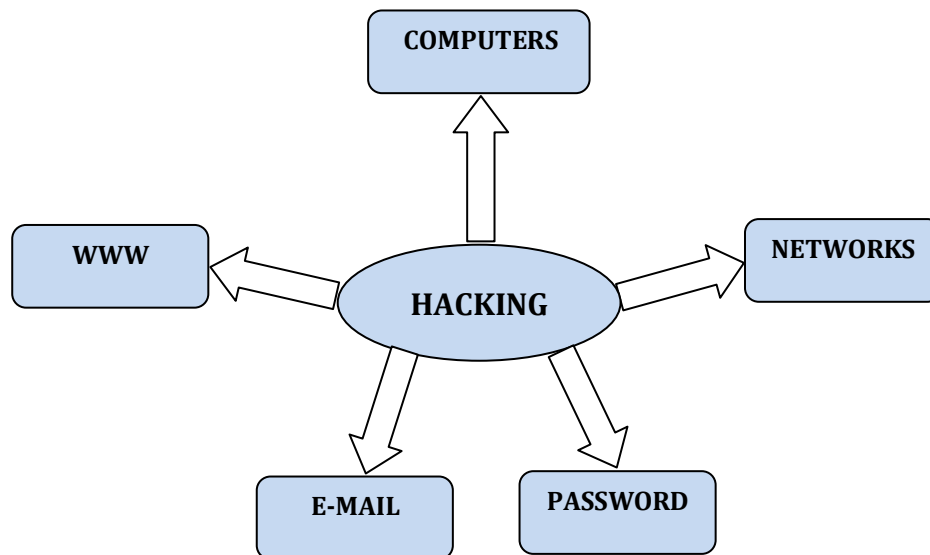 COMPUTERS
WWW
NETWORKS
HACKING
E-MAIL
PASSWORD